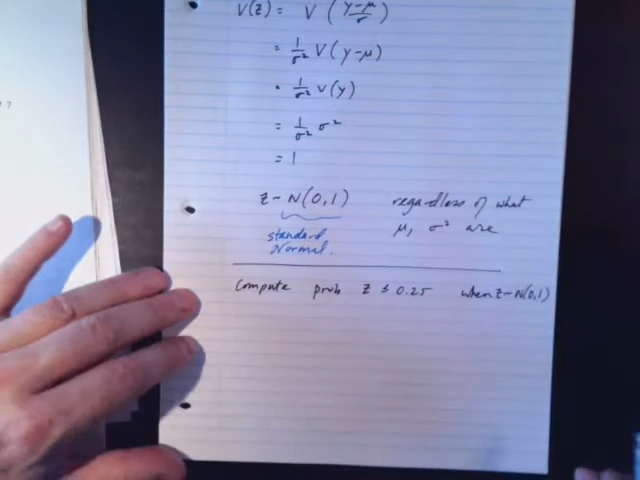 V(z) = V(y-μ/σ)
= 1/σ² V(y-μ)
= 1/σ² V(y)
= 1/σ² σ²
= 1
z ~ N(0,1) regardless of what
μ, σ² are
standard
Normal.
Compute prob z ≤ 0.25 when z~N(0,1)
?